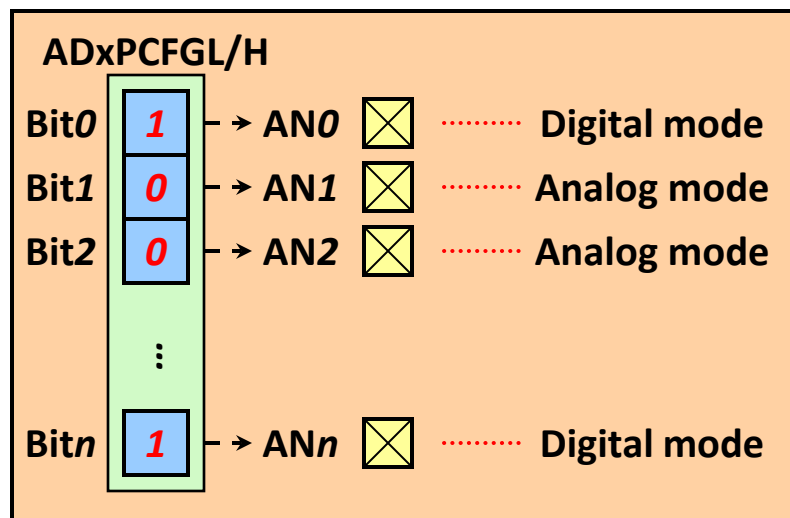 ADxPCFGL/H
Bit0 1 AN0 Digital mode
Bit1 0 AN1 Analog mode
Bit2 0 AN2 Analog mode
...
Bitn 1 ANn Digital mode